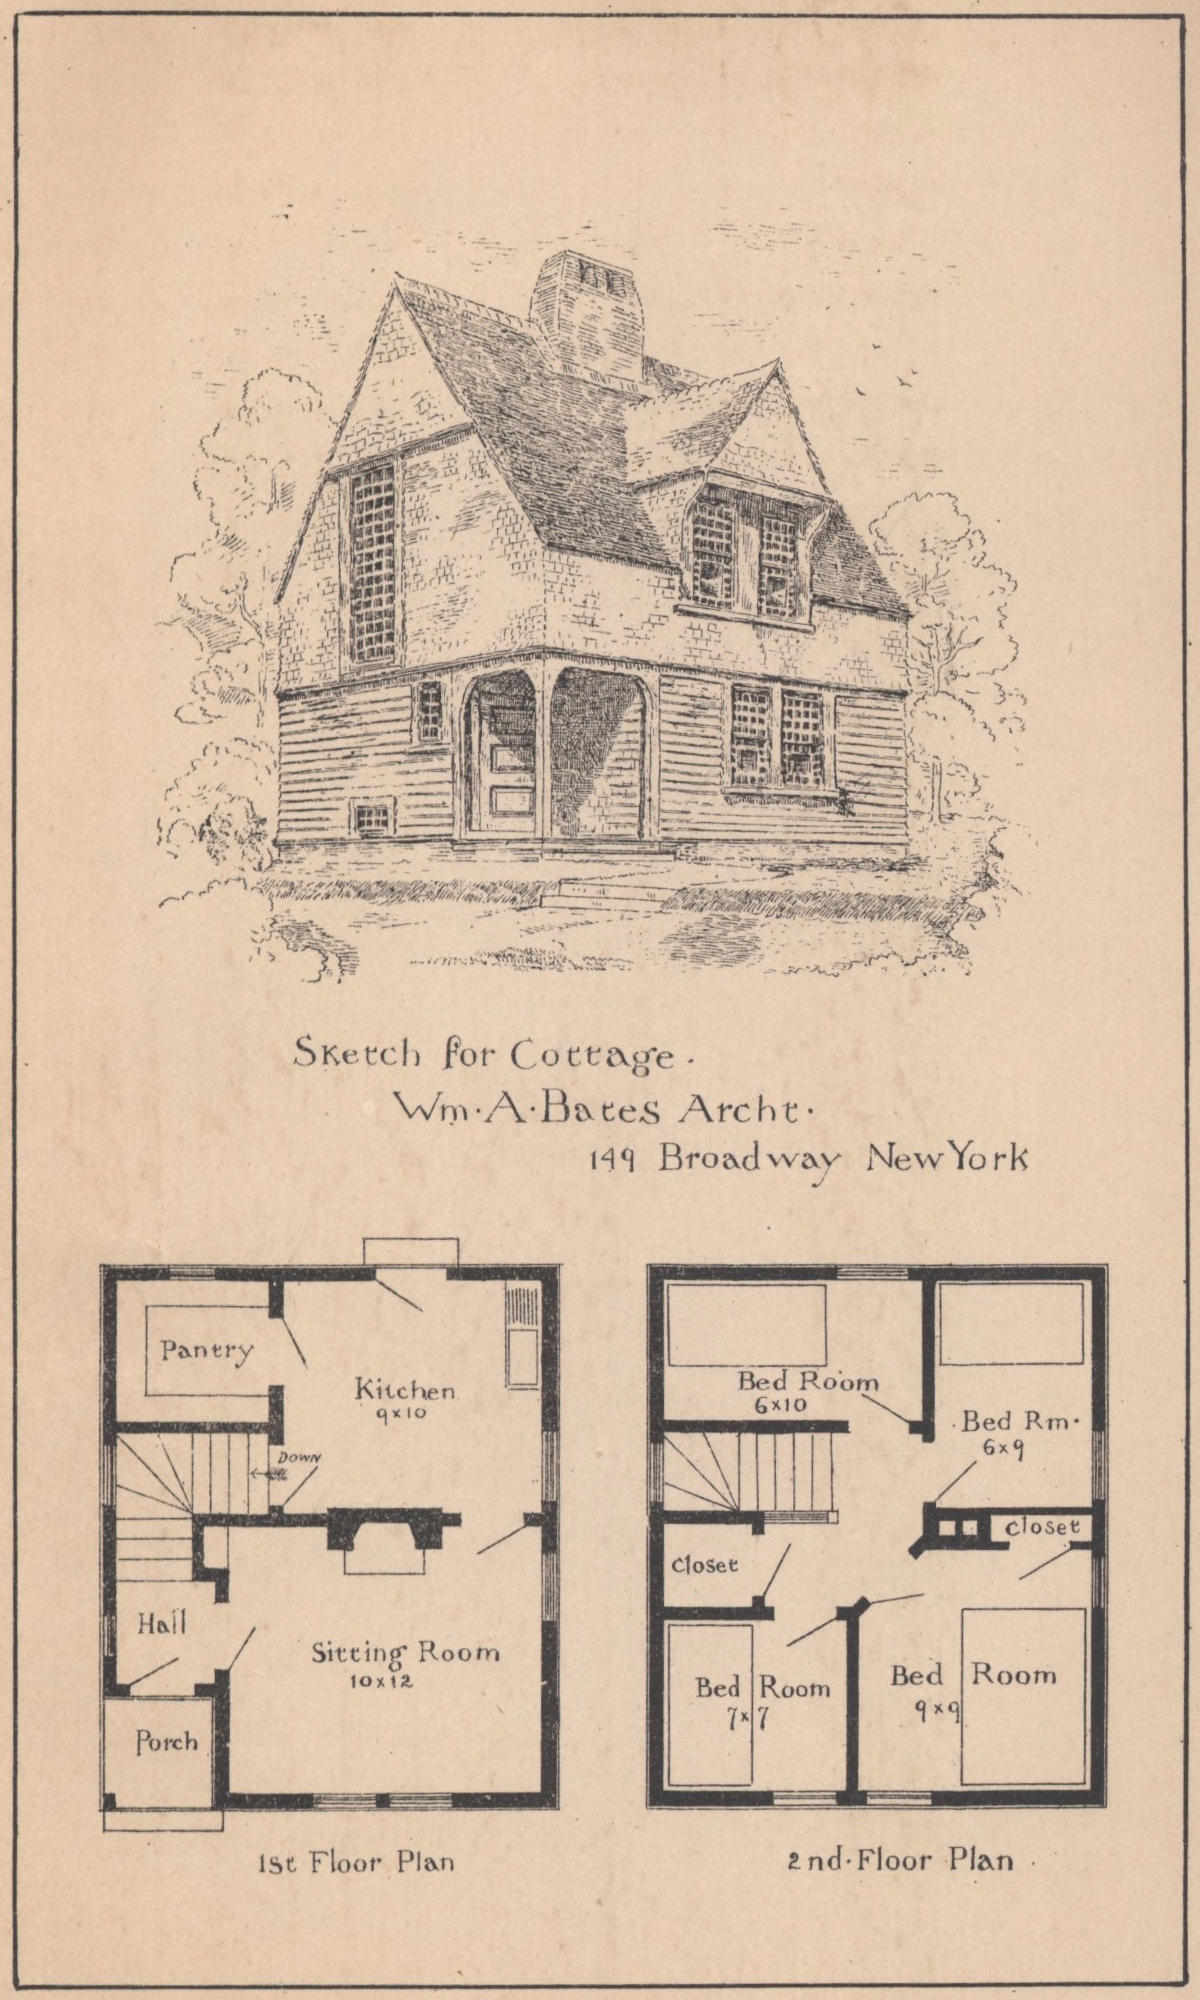 Sketch for Cottage.
Wm. A. Bates Archt.
149 Broadway New York
Pantry
Kitchen
9x10
DOWN
Hall
Sitting Room
10x12
Porch
1st Floor Plan
Bed Room
6x10
Bed Rm.
6x9
closet
closet
Bed Room
7x7
Bed Room
9x9
2nd. Floor Plan.